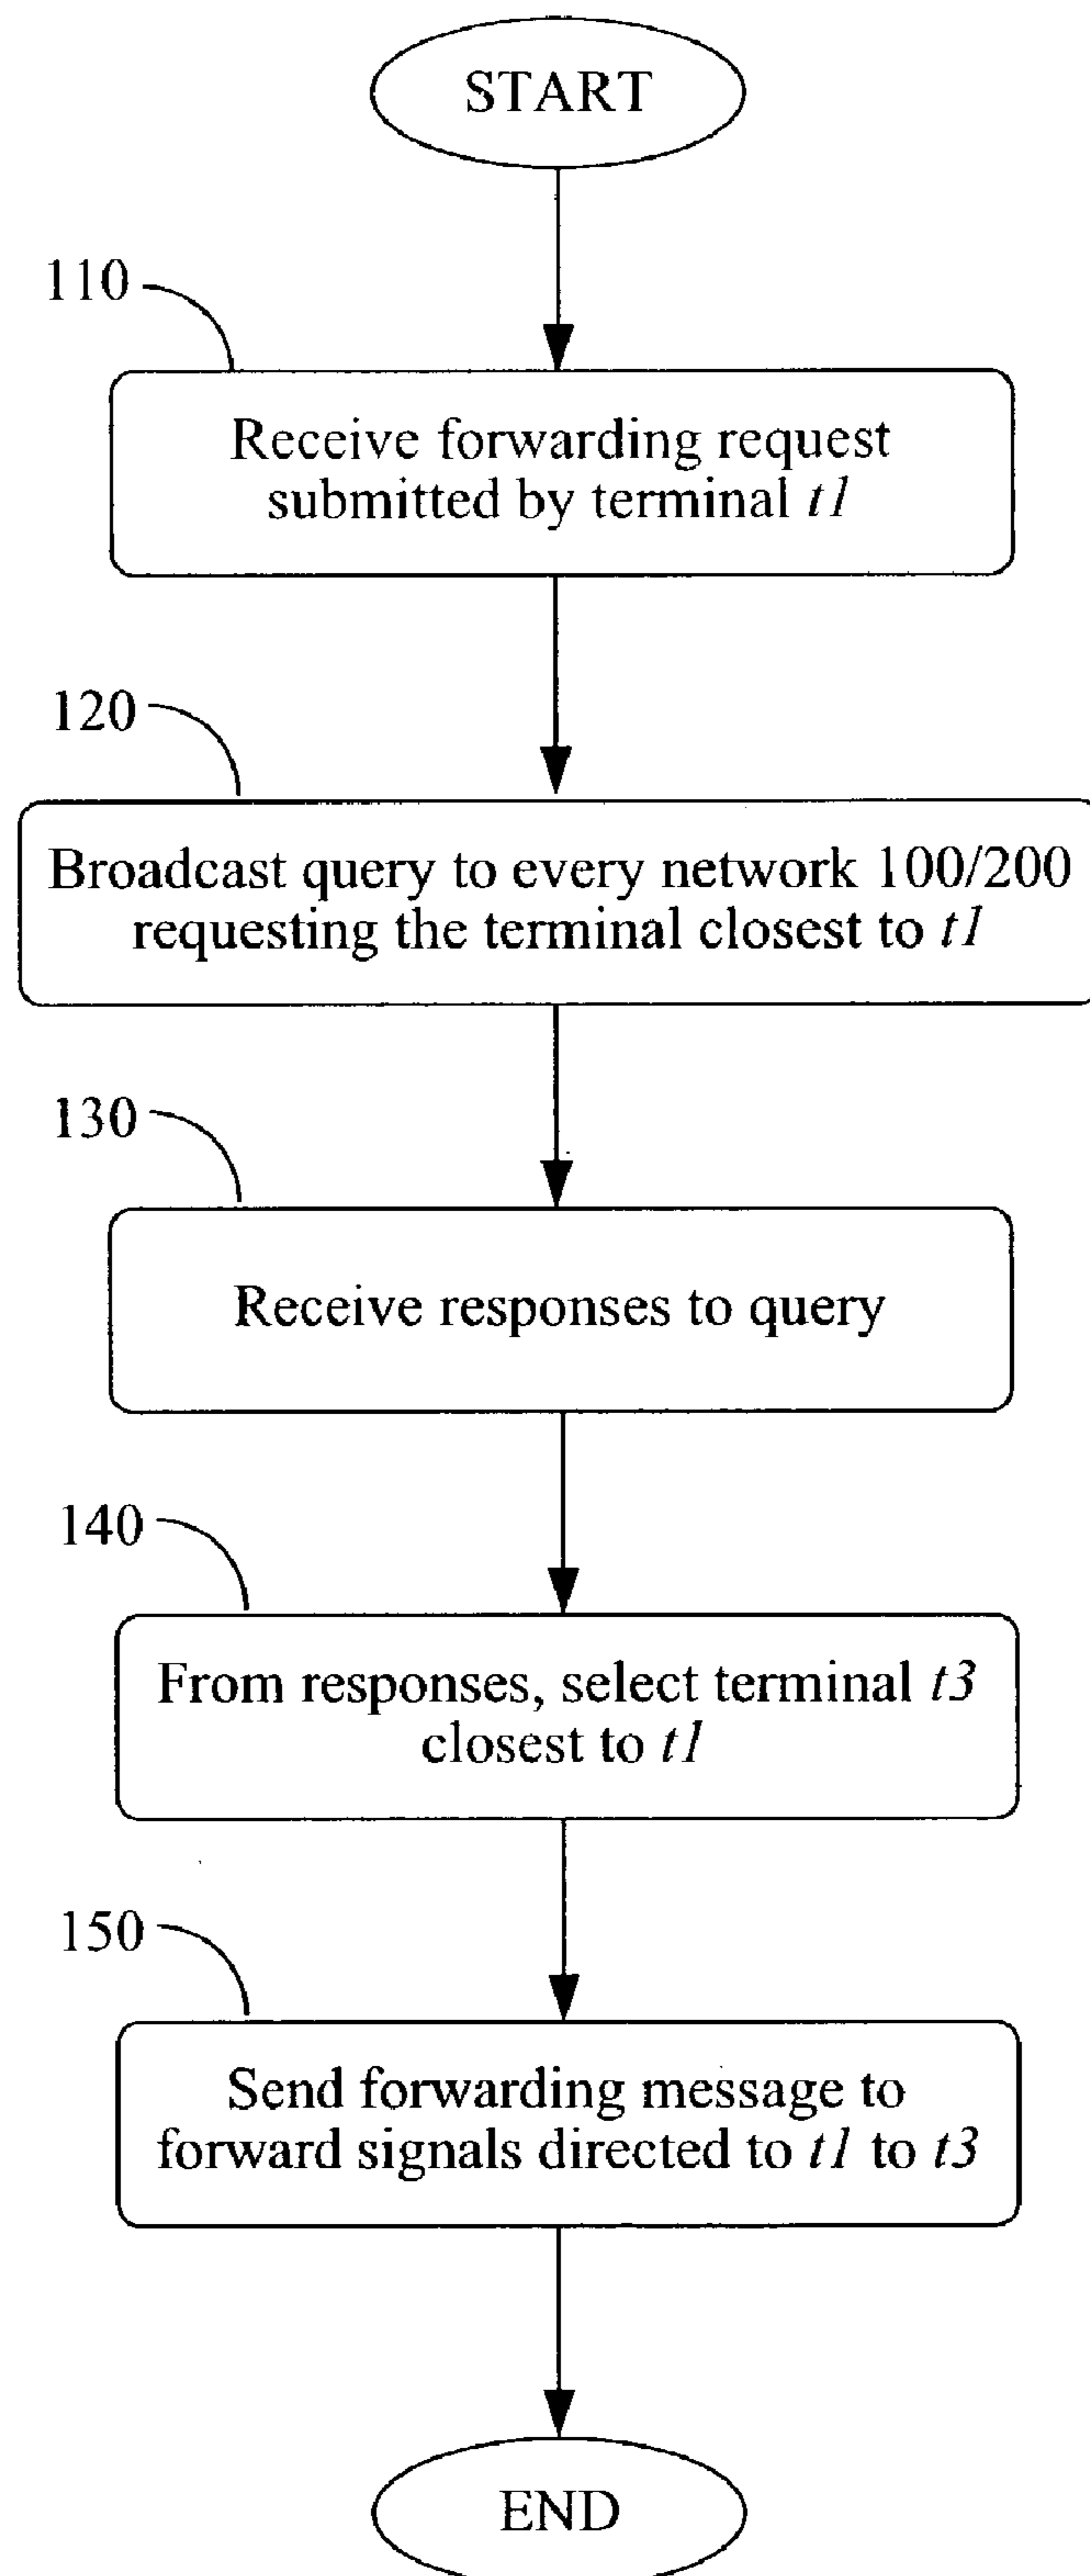 START
110
Receive forwarding request
submitted by terminal t1
120
Broadcast query to every network 100/200
requesting the terminal closest to t1
130
Receive responses to query
140
From responses, select terminal t3
closest to t1
150
Send forwarding message to
forward signals directed to t1 to t3
END